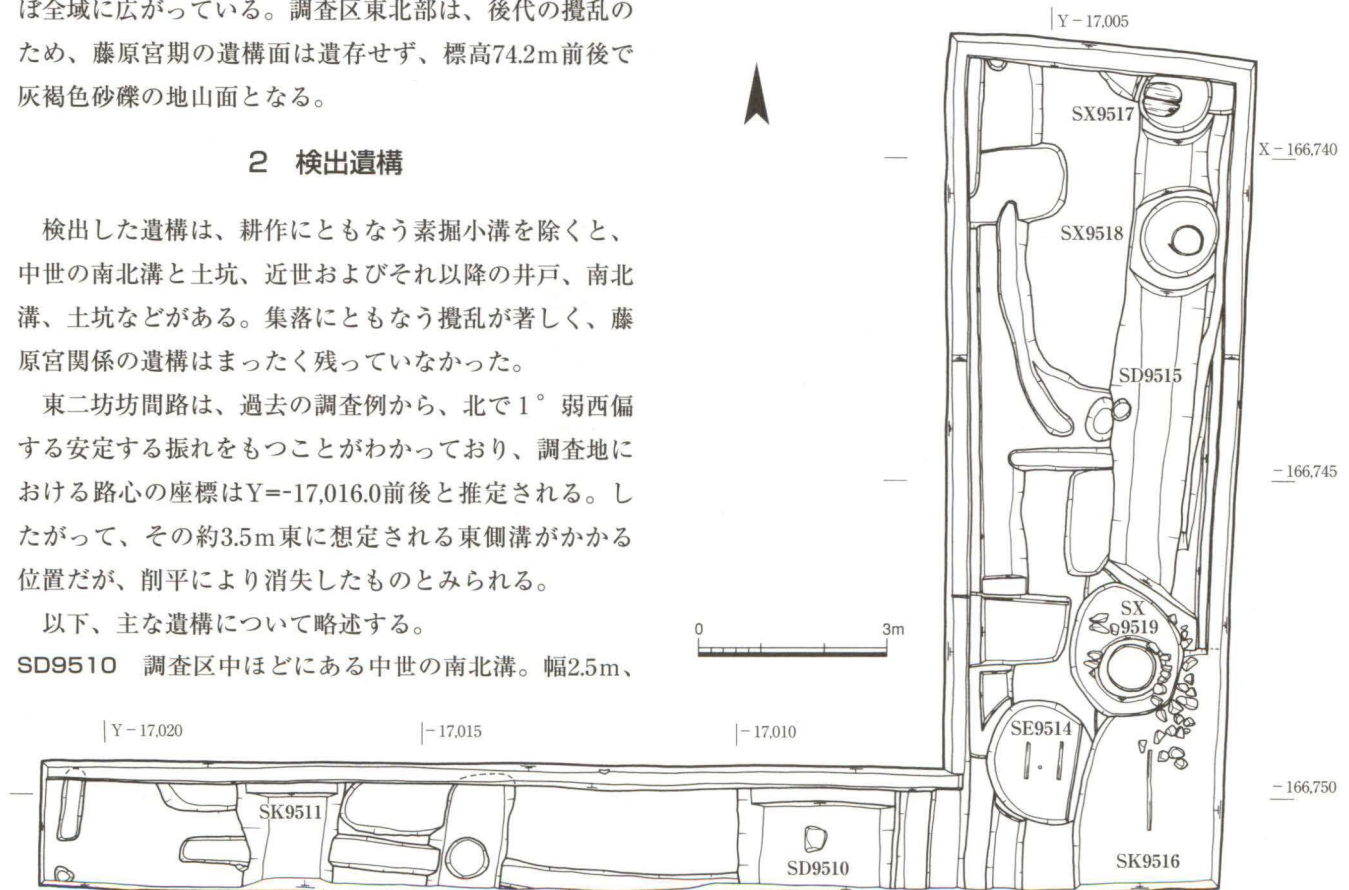 ぼ全域に広がっている。調査区東北部は、後代の攪乱の
ため、藤原宮期の遺構面は遺存せず、標高74.2m前後で
灰褐色砂礫の地山面となる。
2　検出遺構
検出した遺構は、耕作にともなう素掘小溝を除くと、
中世の南北溝と土坑、近世およびそれ以降の井戸、南北
溝、土坑などがある。集落にともなう攪乱が著しく、藤
原宮関係の遺構はまったく残っていなかった。
東二坊坊間路は、過去の調査例から、北で1°弱西偏
する安定する振れをもつことがわかっており、調査地に
おける路心の座標はY=-17,016.0前後と推定される。し
たがって、その約3.5m東に想定される東側溝がかかる
位置だが、削平により消失したものとみられる。
以下、主な遺構について略述する。
SD9510　調査区中ほどにある中世の南北溝。幅2.5m、
Y－17,005
SX9517
X－166,740
SX9518
SD9515
－166,745
SX
9519
0　3m
SE9514
Y－17,020
－17,015
－17,010
－166,750
SK9511
SD9510
SK9516